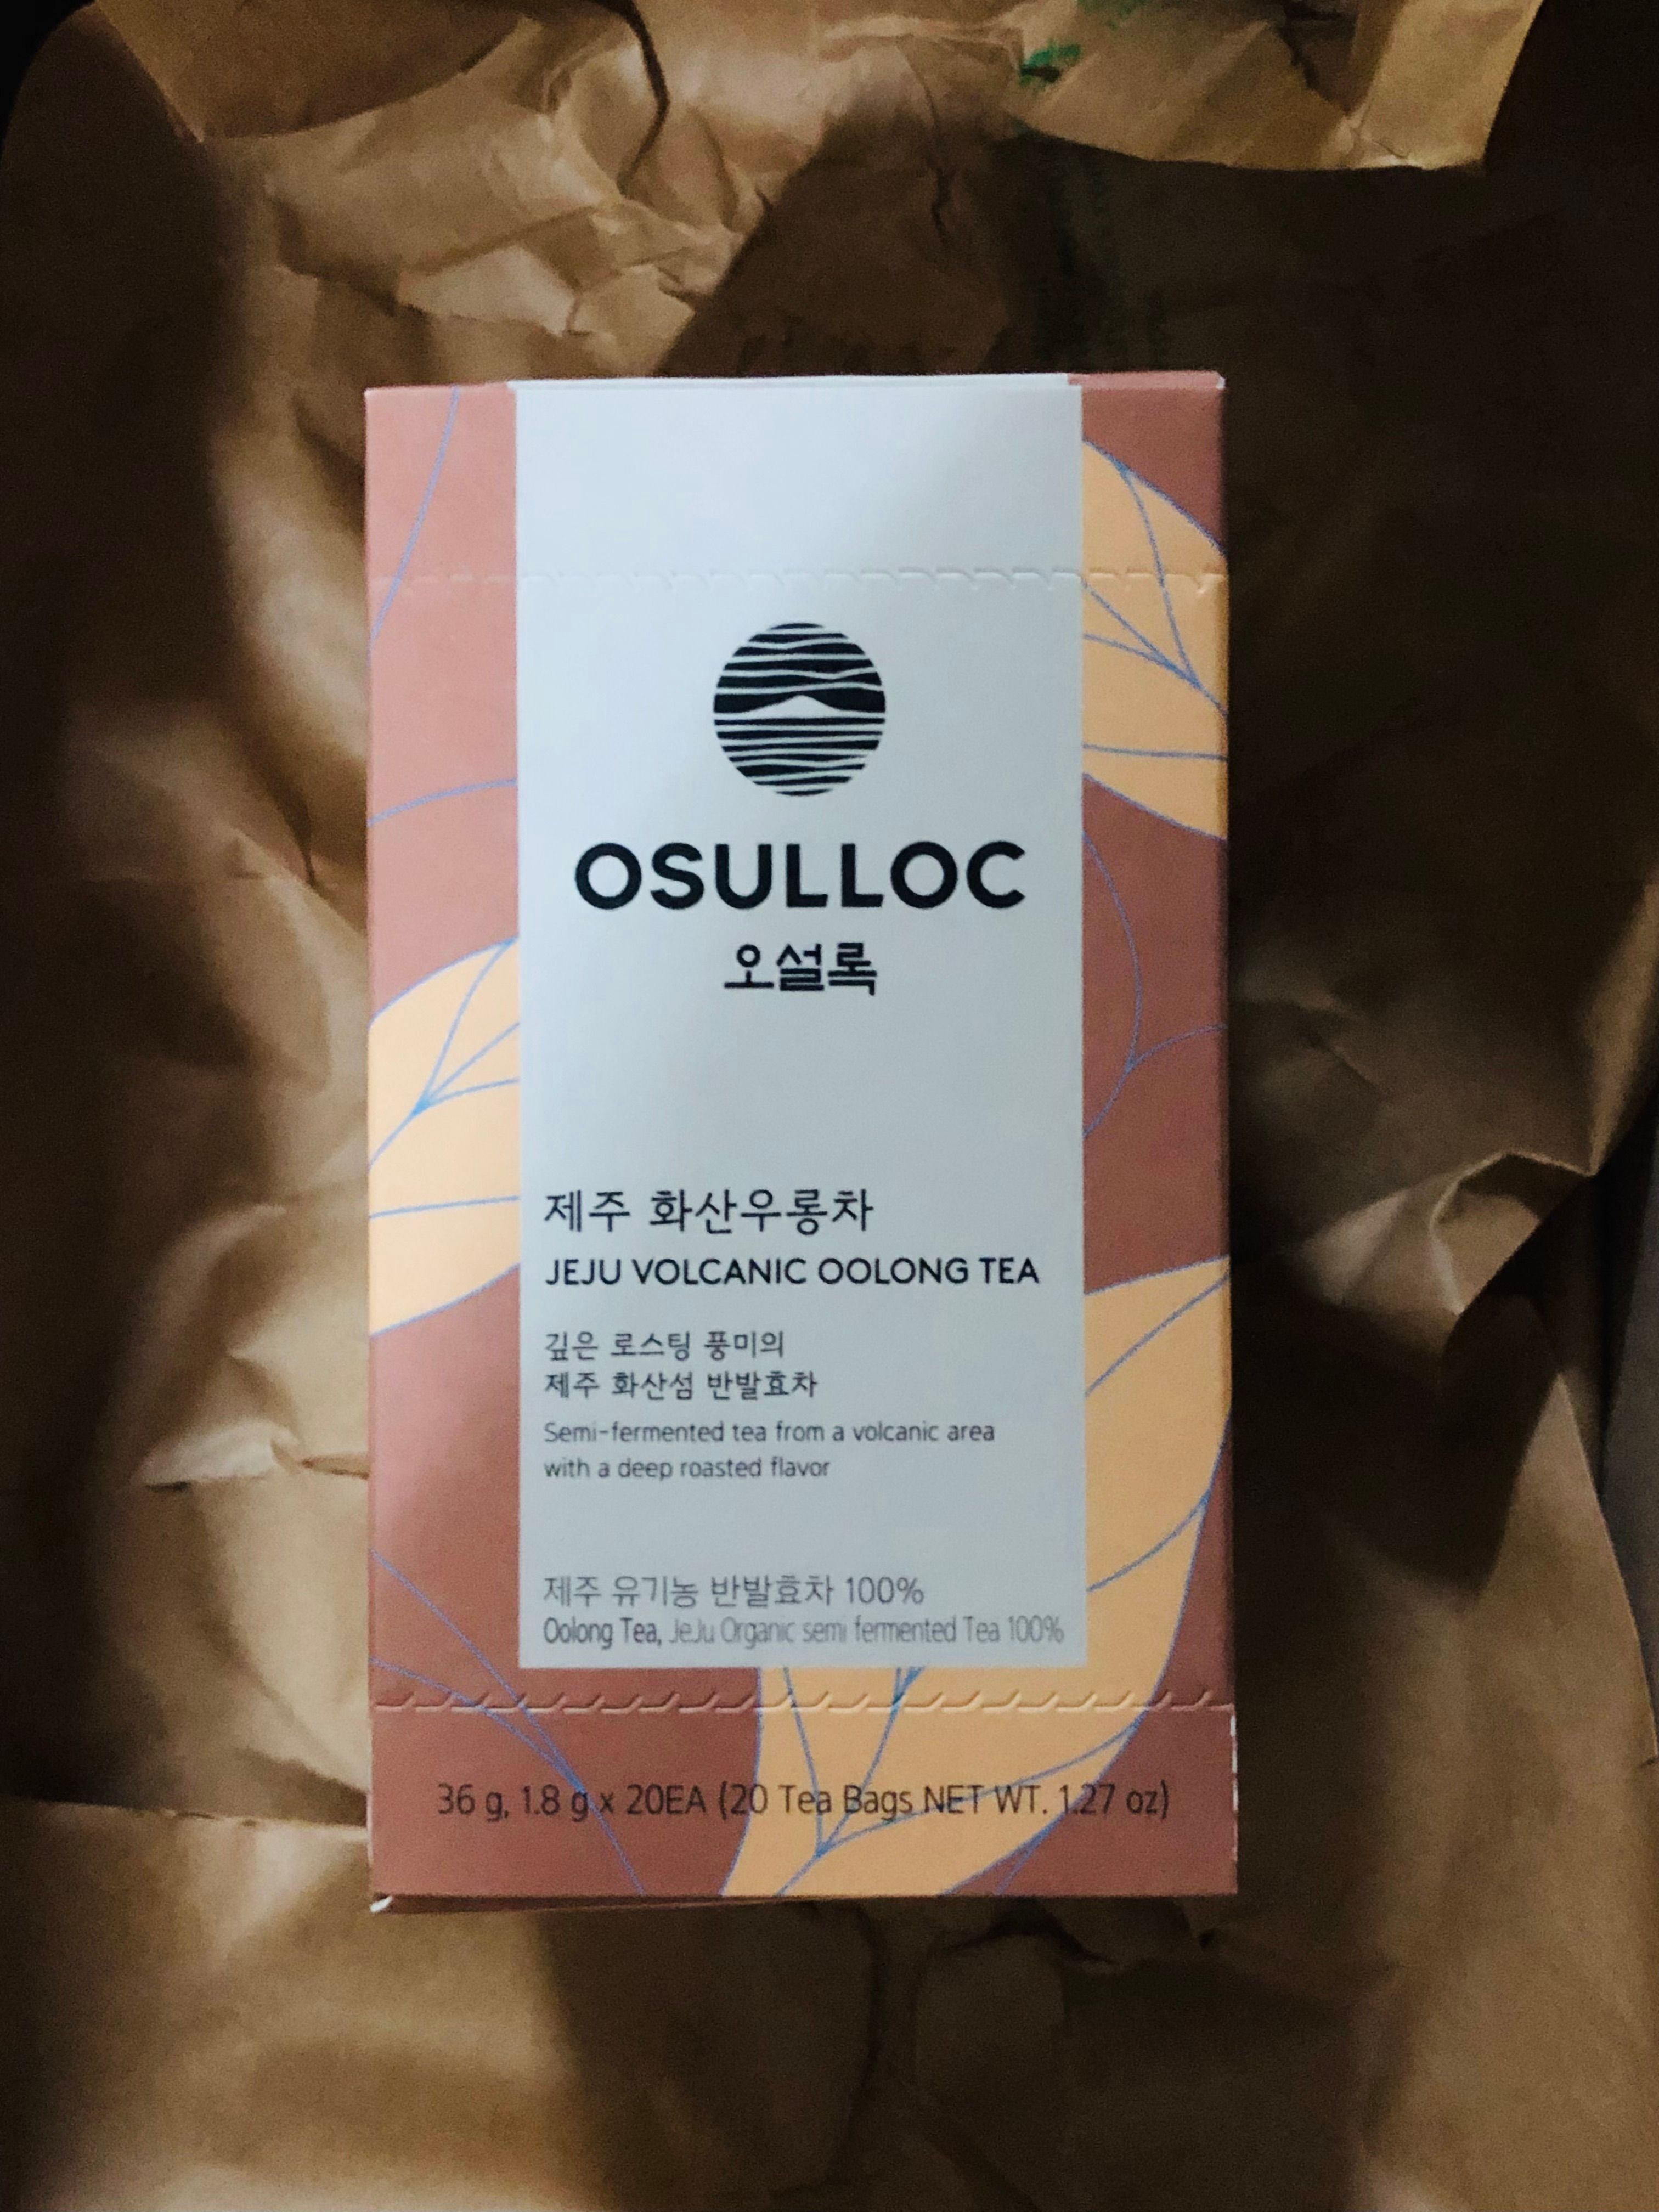 OSULLOC
오설록
제주 화산우롱차
JEJU VOLCANIC OOLONG TEA
깊은 로스팅 풍미의
제주 화산섬 반발효차
Semi-fermented tea from a volcanic area
with a deep roasted flavor
제주 유기농 반발효차 100%
Oolong Tea, JeJu Organic semi fermented Tea 100%
36 g, 1.8 g x 20EA (20 Tea Bags NET WT. 1.27 oz)